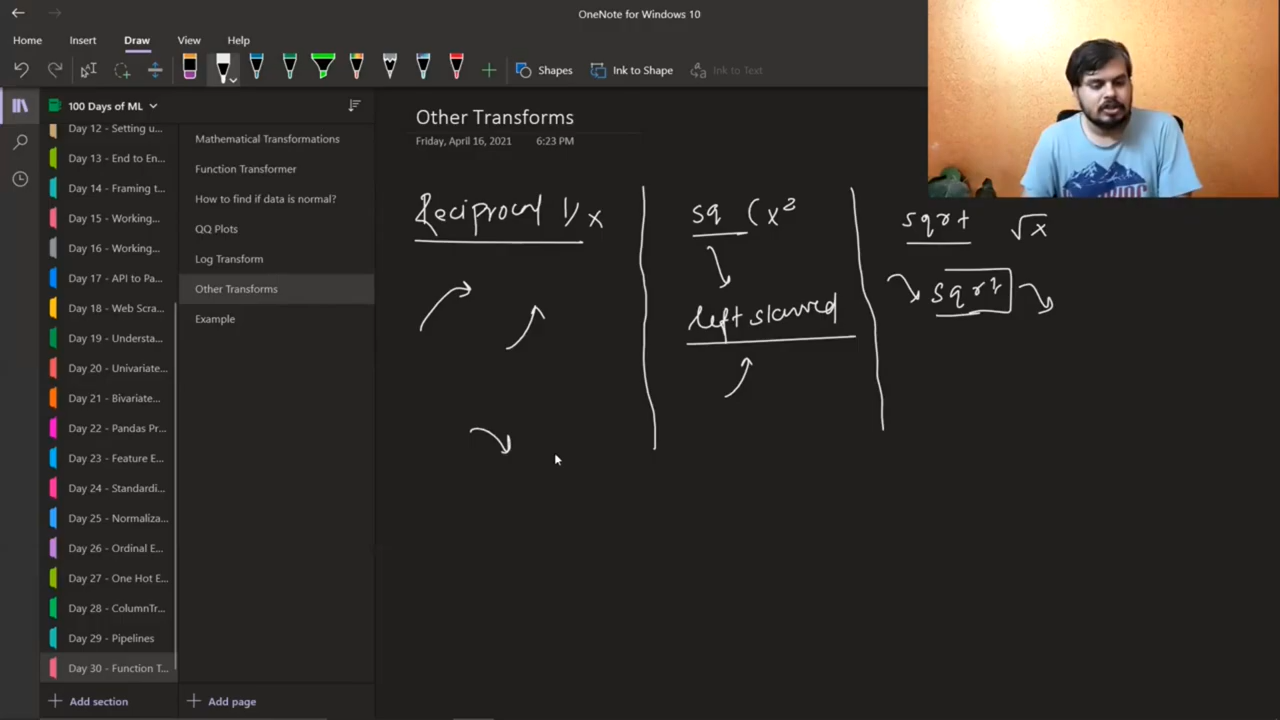 OneNote for Windows 10
Home
Insert
Draw
View
Help
Shapes
Ink to Shape
Ink to Text
100 Days of ML
Day 12 - Setting u...
Day 13 - End to En...
Day 14 - Framing t...
Day 15 - Working...
Day 16 - Working...
Day 17 - API to Pa...
Day 18 - Web Scra...
Day 19 - Understa...
Day 20 - Univariate...
Day 21 - Bivariate...
Day 22 - Pandas Pr...
Day 23 - Feature E...
Day 24 - Standardi...
Day 25 - Normaliza...
Day 26 - Ordinal E...
Day 27 - One Hot E...
Day 28 - ColumnTr...
Day 29 - Pipelines
Day 30 - Function T...
Add section
Mathematical Transformations
Function Transformer
How to find if data is normal?
QQ Plots
Log Transform
Other Transforms
Example
Add page
Other Transforms
Friday, April 16, 2021 6:23 PM
Reciprocal 1/x
sq (x²
left skewed
sqrt √x
sqrt